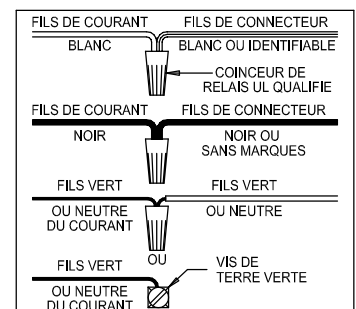 FILS DE COURANT FILS DE CONNECTEUR
BLANC BLANC OU IDENTIFIABLE
COINCEUR DE
RELAIS UL QUALIFIE
FILS DE COURANT FILS DE CONNECTEUR
NOIR NOIR OU
SANS MARQUES
FILS VERT FILS VERT
OU NEUTRE OU NEUTRE
DU COURANT
OU
FILS VERT VIS DE
TERRE VERTE
OU NEUTRE
DU COURANT